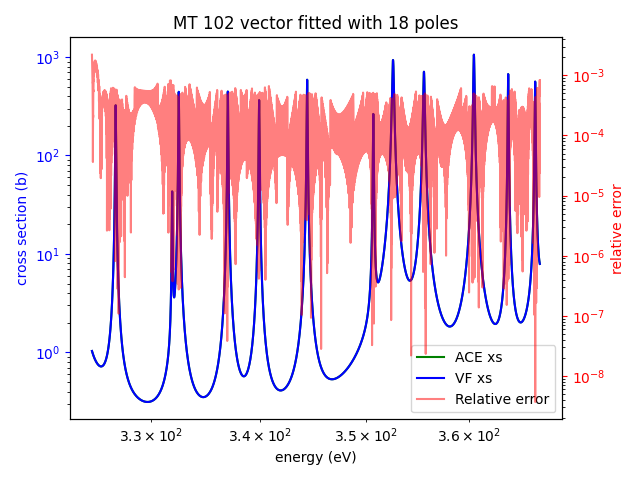 MT 102 vector fitted with 18 poles
10³
10²
10¹
10⁰
cross section (b)
10⁻³
10⁻⁴
10⁻⁵
10⁻⁶
10⁻⁷
10⁻⁸
relative error
ACE xs
VF xs
Relative error
3.3 × 10² 3.4 × 10² 3.5 × 10² 3.6 × 10²
energy (eV)